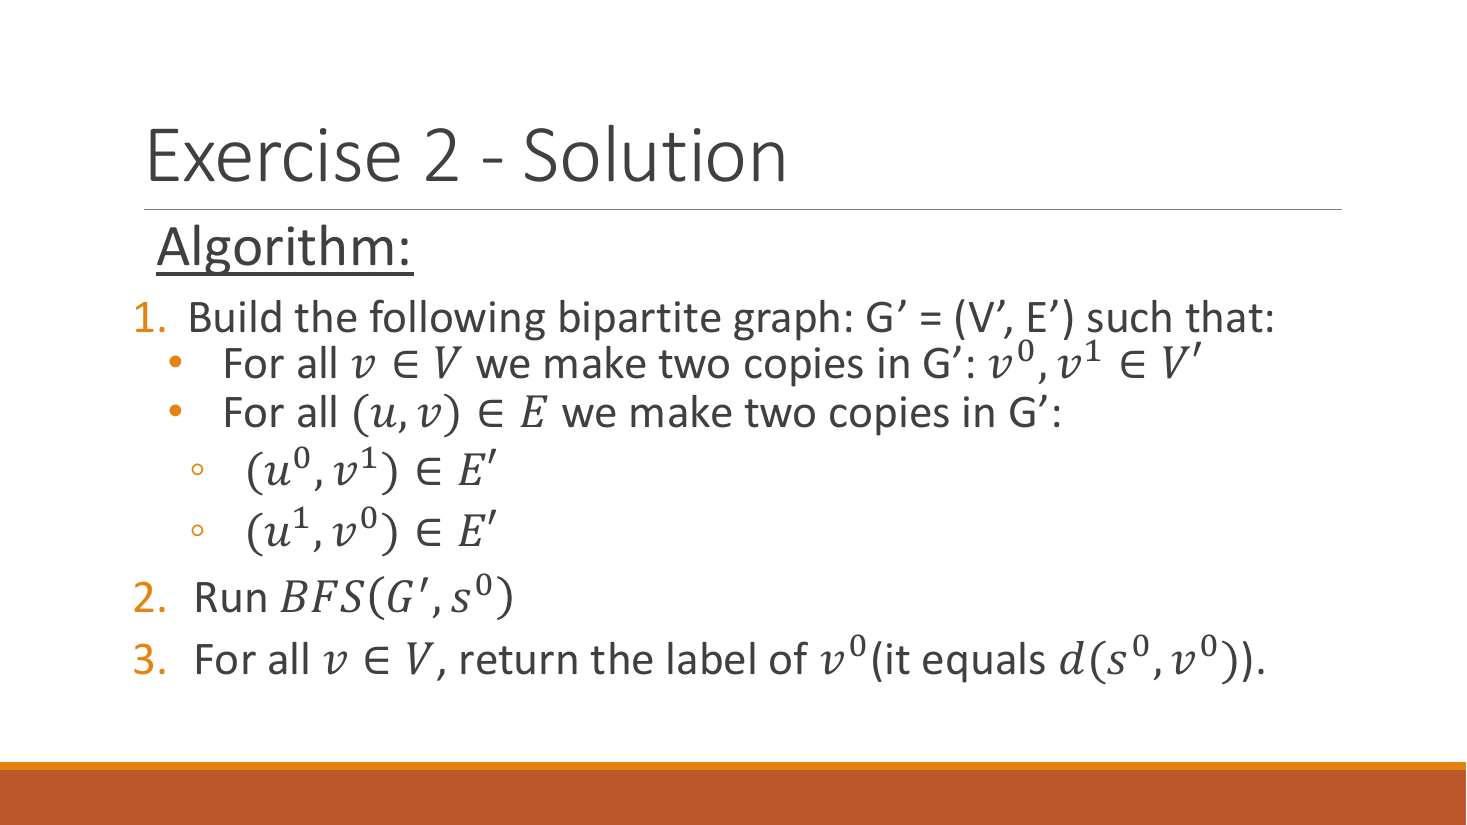 Exercise 2 - Solution
Algorithm:
1. Build the following bipartite graph: G’ = (V’, E’) such that:
• For all 𝑣 ∈ 𝑉 we make two copies in G’: 𝑣⁰, 𝑣¹ ∈ 𝑉′
• For all (𝑢, 𝑣) ∈ 𝐸 we make two copies in G’:
◦ (𝑢⁰, 𝑣¹) ∈ 𝐸′
◦ (𝑢¹, 𝑣⁰) ∈ 𝐸′
2. Run 𝐵𝐹𝑆(𝐺′, 𝑠⁰)
3. For all 𝑣 ∈ 𝑉, return the label of 𝑣⁰(it equals 𝑑(𝑠⁰, 𝑣⁰)).